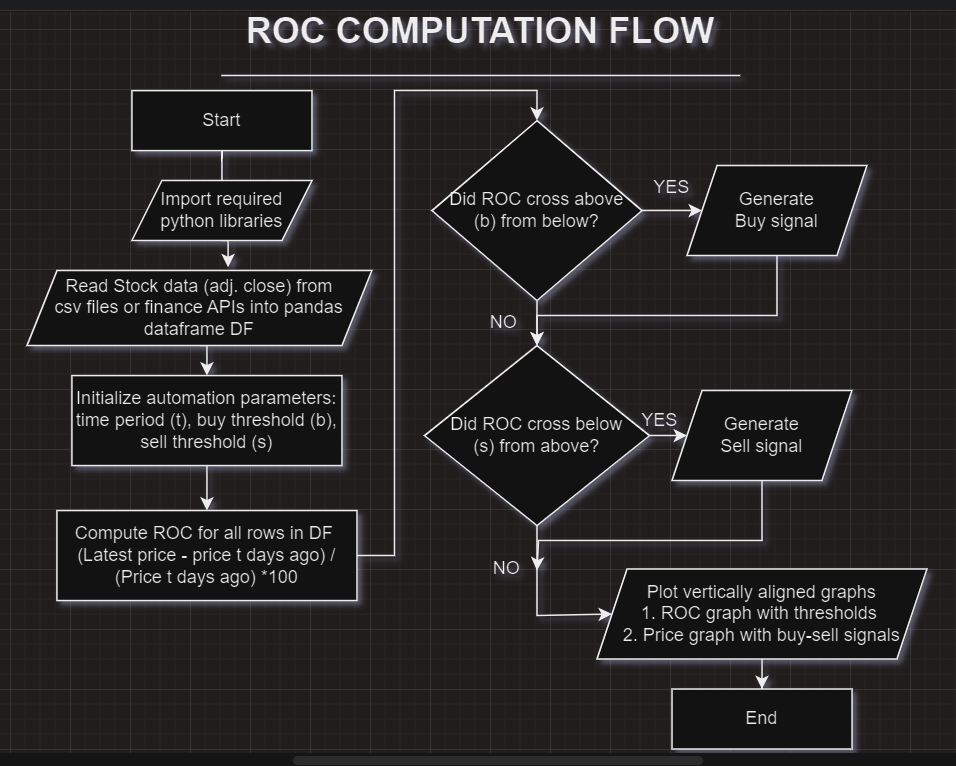 ROC COMPUTATION FLOW
Start
Import required
python libraries
Read Stock data (adj. close) from
csv files or finance APIs into pandas
dataframe DF
Initialize automation parameters:
time period (t), buy threshold (b),
sell threshold (s)
Compute ROC for all rows in DF
(Latest price - price t days ago) /
(Price t days ago) *100
Did ROC cross above
(b) from below?
YES
Generate
Buy signal
NO
Did ROC cross below
(s) from above?
YES
Generate
Sell signal
NO
Plot vertically aligned graphs
1. ROC graph with thresholds
2. Price graph with buy-sell signals
End